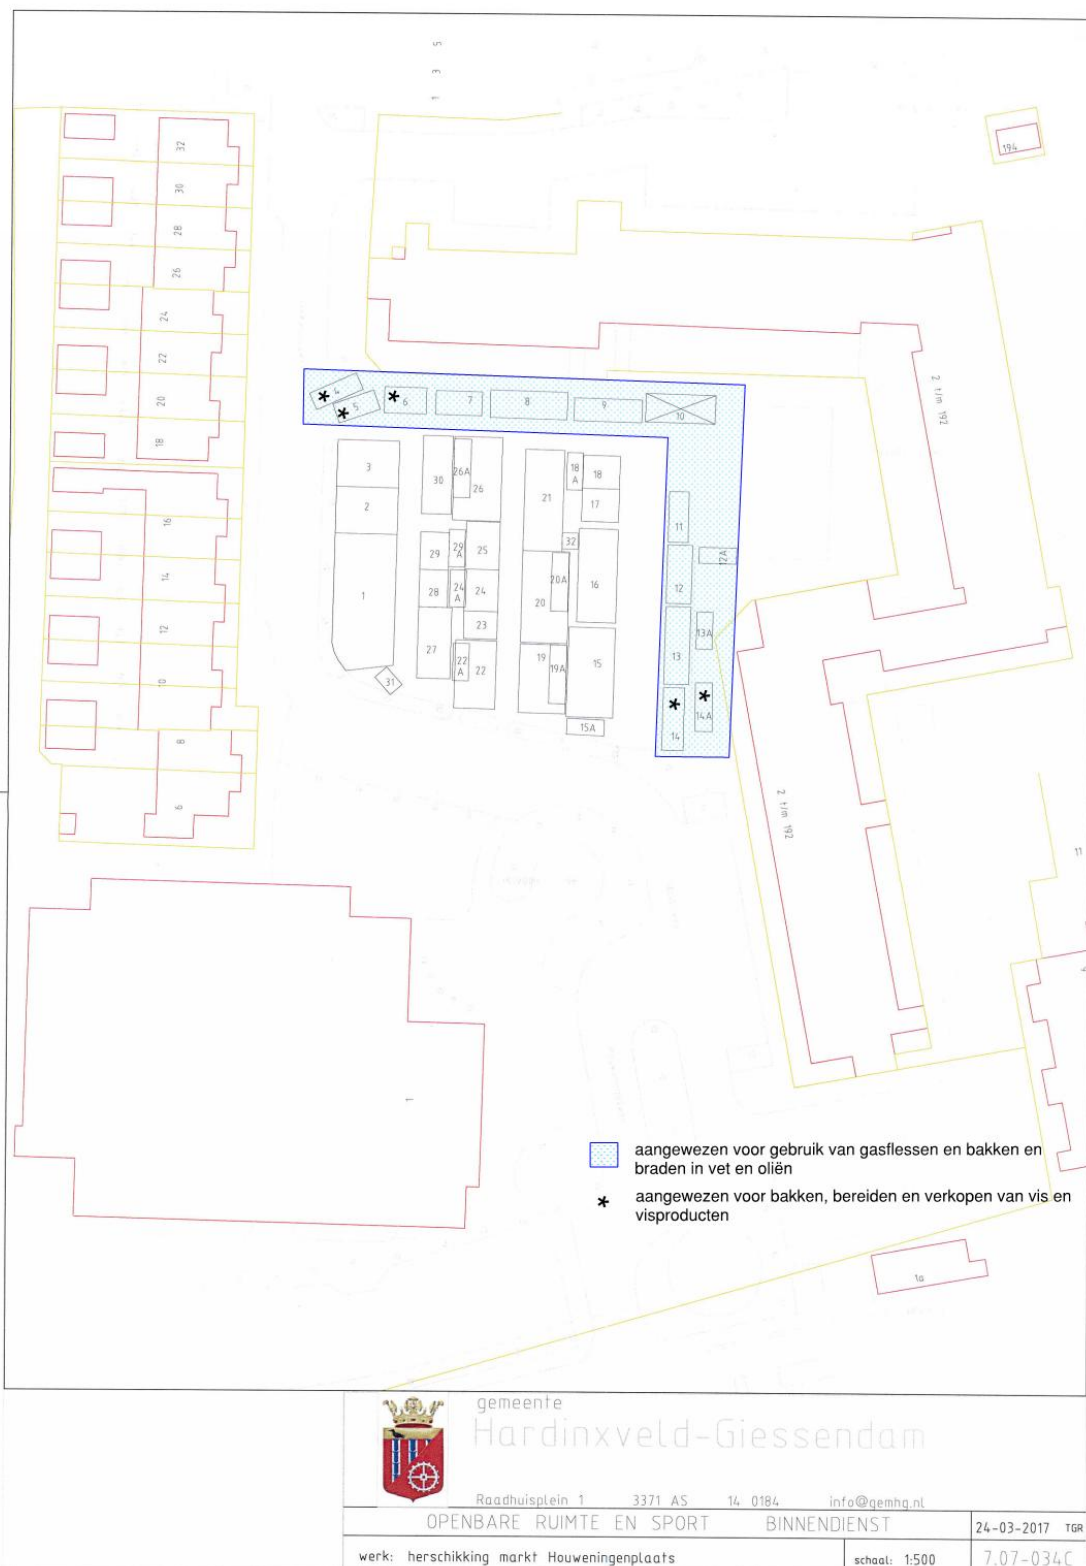 1 3 5
194
32
30
28
26
24
22
20
18
16
14
12
10
8
6
2 t/m 192
4
5
6
7
8
9
10
3
2
1
31
30
26A
26
29
29A
25
28
24A
24
23
27
22A
22
21
18A
18
17
32
20A
20
16
19
19A
15
15A
11
12A
12
13A
13
14
14A
2 t/m 192
11
1
aangewezen voor gebruik van gasflessen en bakken en
braden in vet en oliën
aangewezen voor bakken, bereiden en verkopen van vis en
visproducten
1a
gemeente
Hardinxveld-Giessendam
Raadhuisplein 1 3371 AS 14 0184 info@gemhg.nl
OPENBARE RUIMTE EN SPORT BINNENDIENST 24-03-2017 TGR
werk: herschikking markt Houweningenplaats schaal: 1:500 7.07-034C